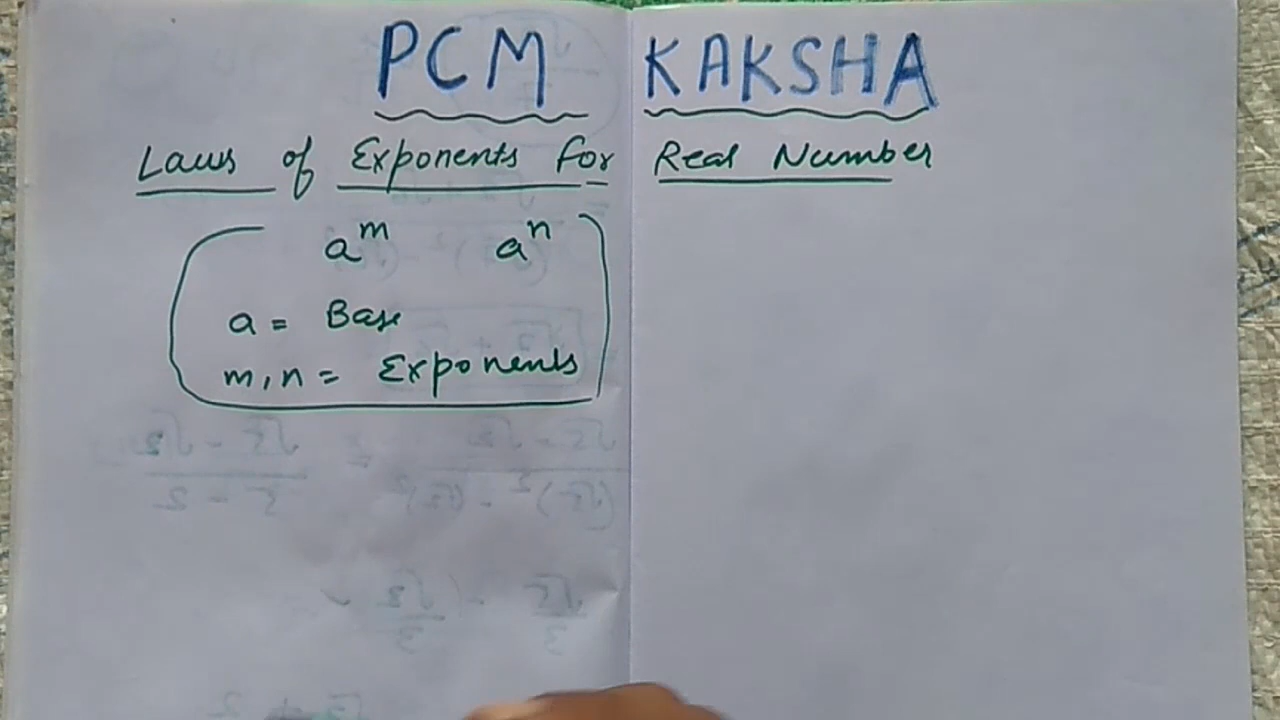 PCM KAKSHA
Laws of Exponents for Real Number
a^m a^n
a = Base
m, n = Exponents